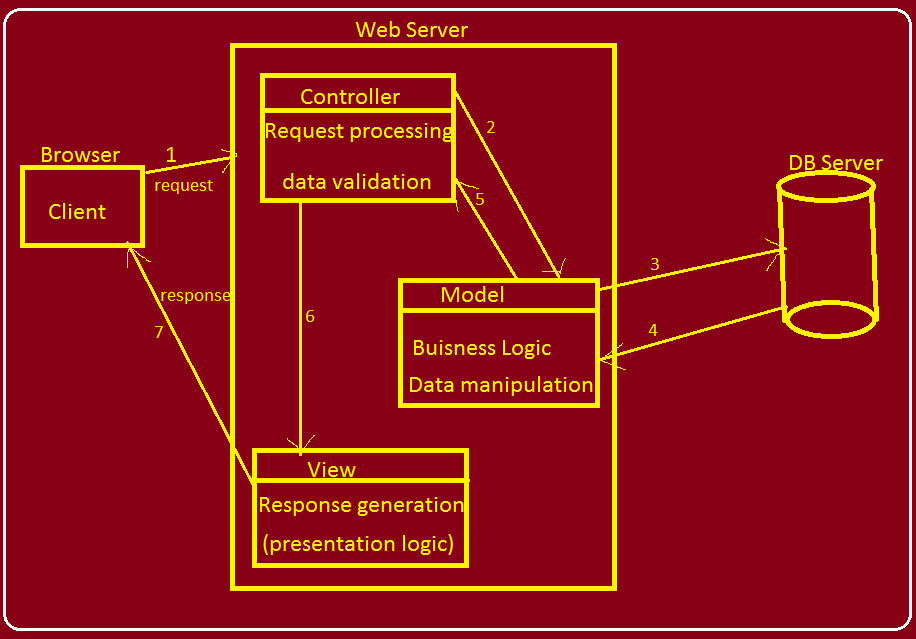 Web Server
Controller
Request processing
data validation
Browser
1
request
Client
2
5
DB Server
3
4
Model
Buisness Logic
Data manipulation
response
7
6
View
Response generation
(presentation logic)